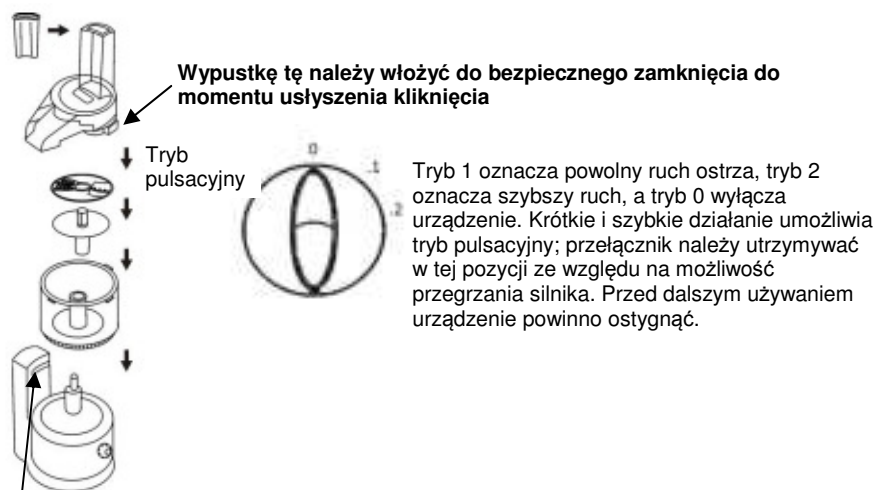 Wypustkę tę należy włożyć do bezpiecznego zamknięcia do
momentu usłyszenia kliknięcia
Tryb
pulsacyjny
0
.1
.2
Tryb 1 oznacza powolny ruch ostrza, tryb 2
oznacza szybszy ruch, a tryb 0 wyłącza
urządzenie. Krótkie i szybkie działanie umożliwia
tryb pulsacyjny; przełącznik należy utrzymywać
w tej pozycji ze względu na możliwość
przegrzania silnika. Przed dalszym używaniem
urządzenie powinno ostygnąć.